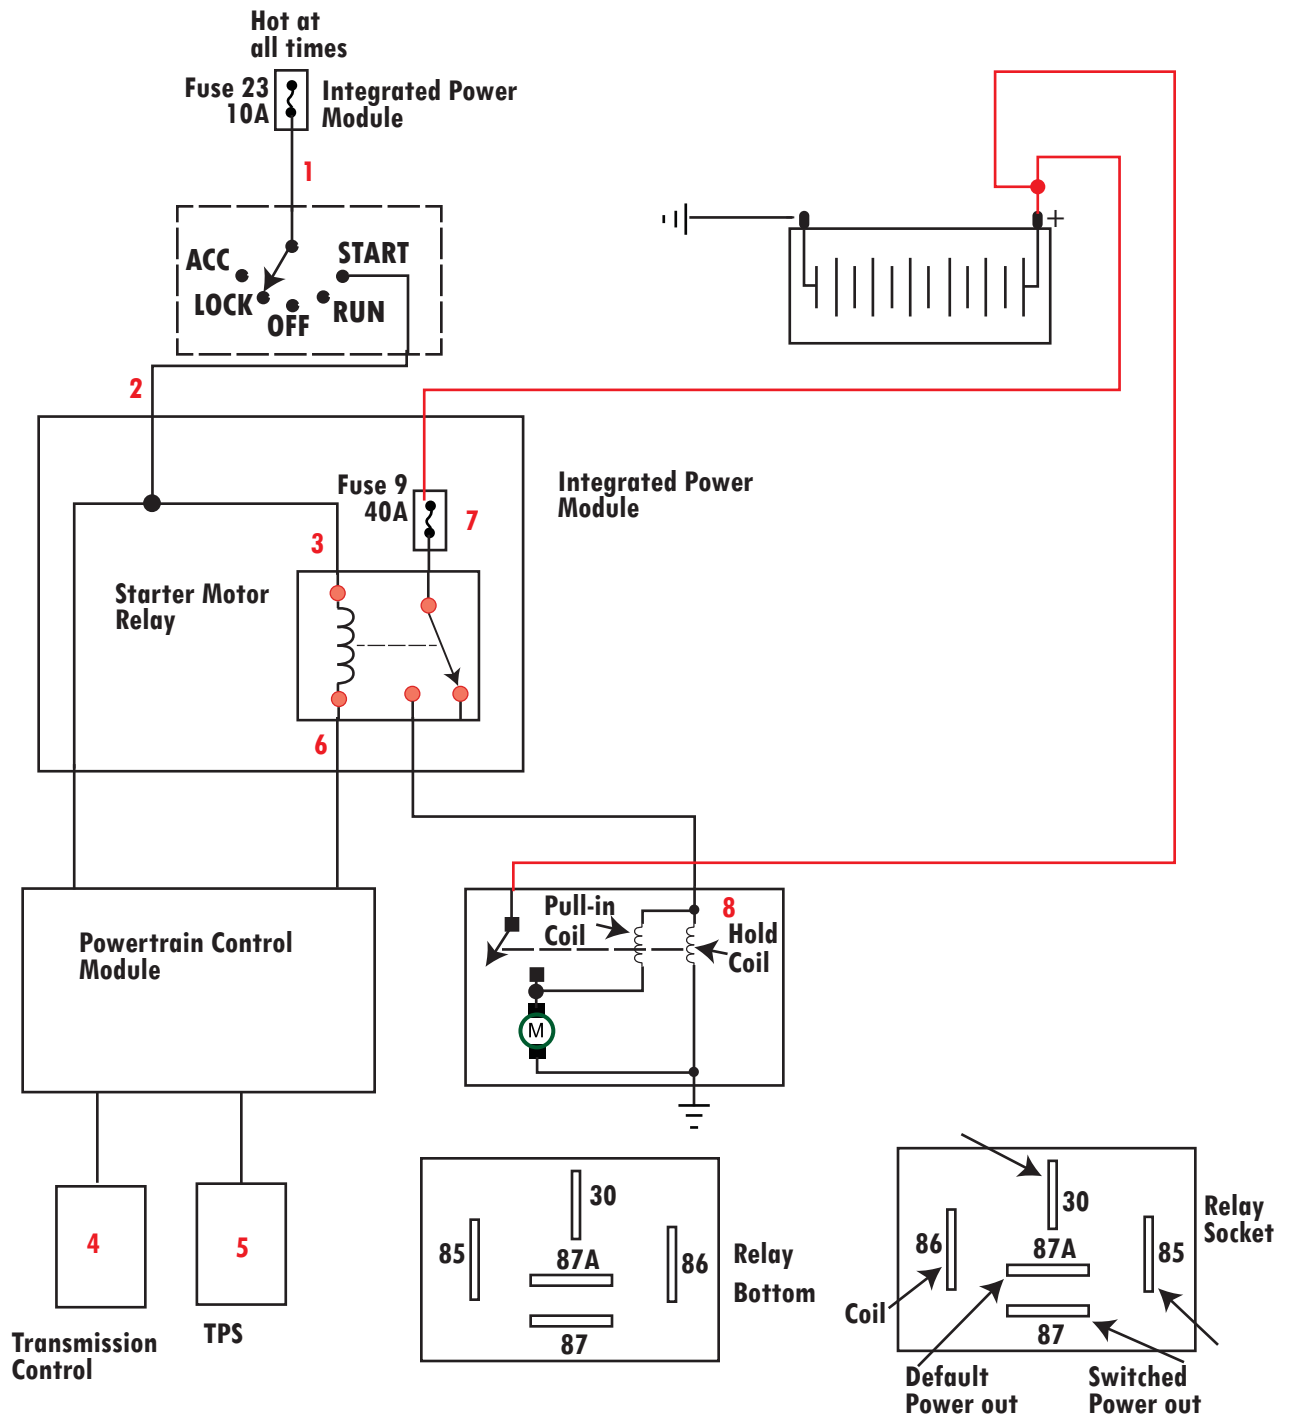 Hot at
all times
Fuse 23
10A
Integrated Power
Module
1
ACC
START
LOCK
OFF
RUN
+
2
Fuse 9
40A
7
Integrated Power
Module
3
Starter Motor
Relay
6
Powertrain Control
Module
Pull-in
Coil
8
Hold
Coil
M
4
5
Transmission
Control
TPS
30
85
87A
86
87
Relay
Bottom
30
86
87A
85
87
Relay
Socket
Coil
Default
Power out
Switched
Power out